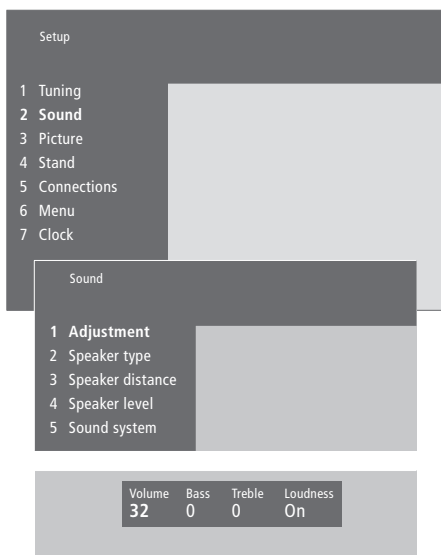 Setup
1 Tuning
2 Sound
3 Picture
4 Stand
5 Connections
6 Menu
7 Clock
Sound
1 Adjustment
2 Speaker type
3 Speaker distance
4 Speaker level
5 Sound system
Volume Bass Treble Loudness
32 0 0 On